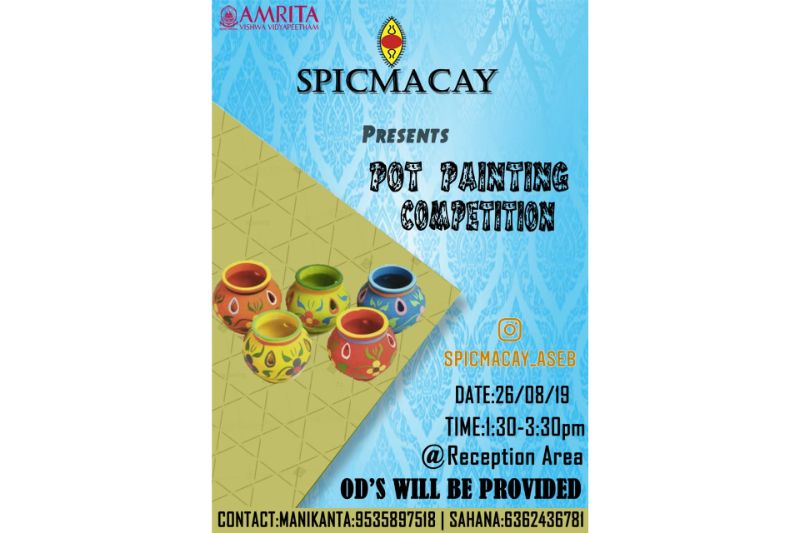 AMRITA
VISHWA VIDYAPEETHAM
SPICMACAY
PRESENTS
POT PAINTING
COMPETITION
SPICMACAY_ASEB
DATE:26/08/19
TIME:1:30-3:30pm
@Reception Area
OD'S WILL BE PROVIDED
CONTACT:MANIKANTA:9535897518 | SAHANA:6362436781